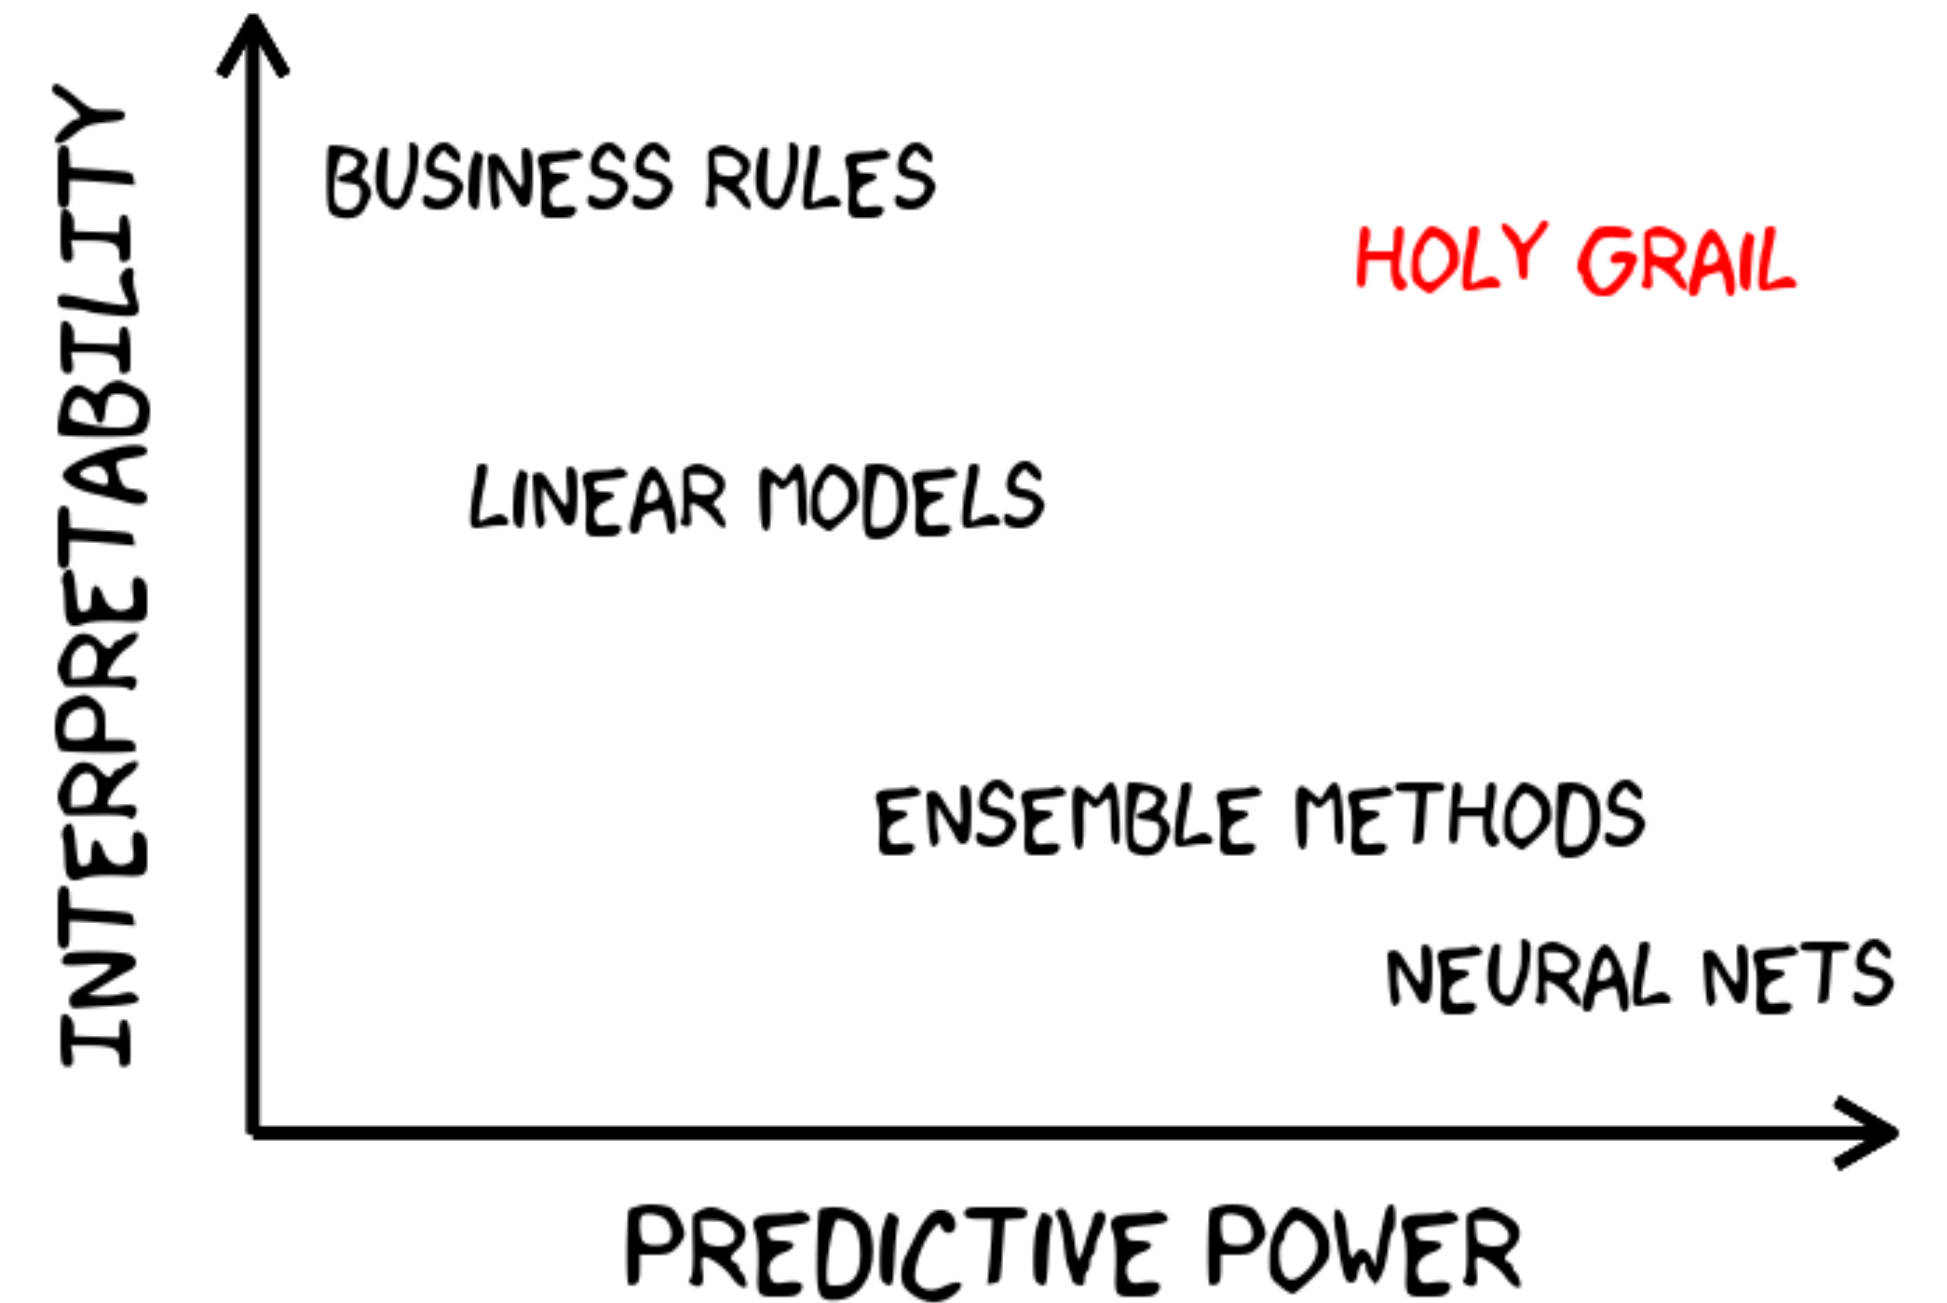 INTERPRETABILITY
BUSINESS RULES
HOLY GRAIL
LINEAR MODELS
ENSEMBLE METHODS
NEURAL NETS
PREDICTIVE POWER